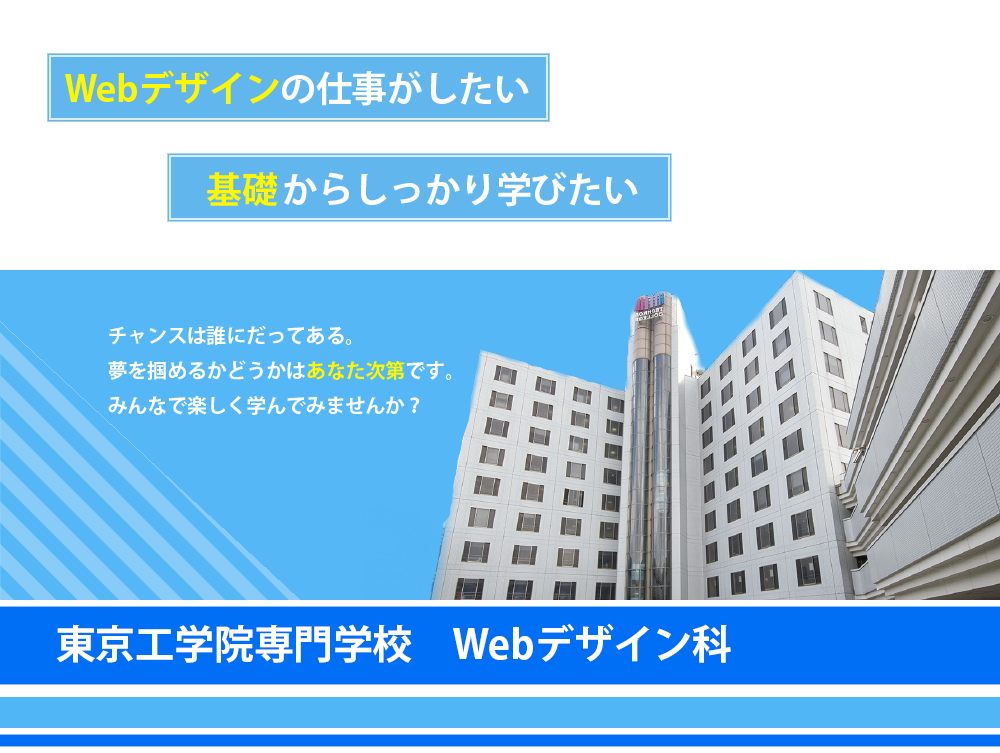 Webデザインの仕事がしたい
基礎からしっかり学びたい
チャンスは誰にだってある。
夢を掴めるかどうかはあなた次第です。
みんなで楽しく学んでみませんか？
東京工学院専門学校　Webデザイン科